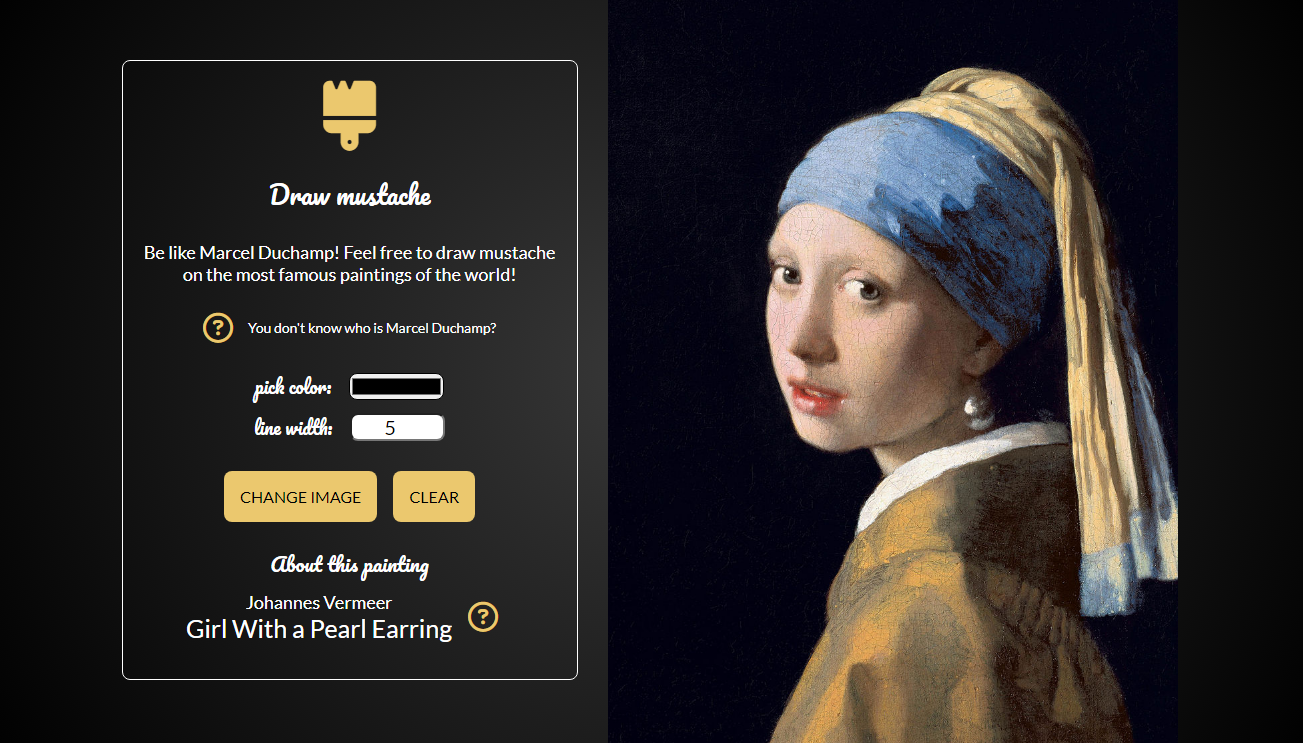 Draw mustache
Be like Marcel Duchamp! Feel free to draw mustache
on the most famous paintings of the world!
? You don't know who is Marcel Duchamp?
pick color:
line width: 5
CHANGE IMAGE CLEAR
About this painting
Johannes Vermeer
Girl With a Pearl Earring ?